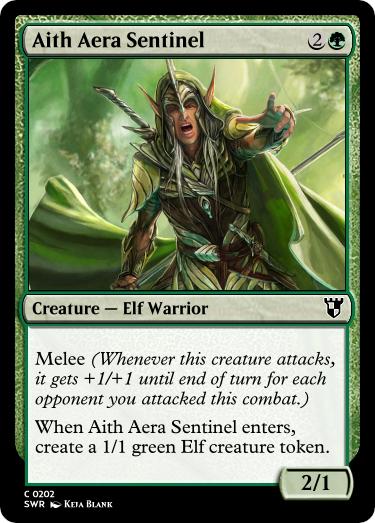 Aith Aera Sentinel 2
Creature — Elf Warrior
Melee (Whenever this creature attacks,
it gets +1/+1 until end of turn for each
opponent you attacked this combat.)
When Aith Aera Sentinel enters,
create a 1/1 green Elf creature token.
2/1
C 0202
SWR Keja Blank